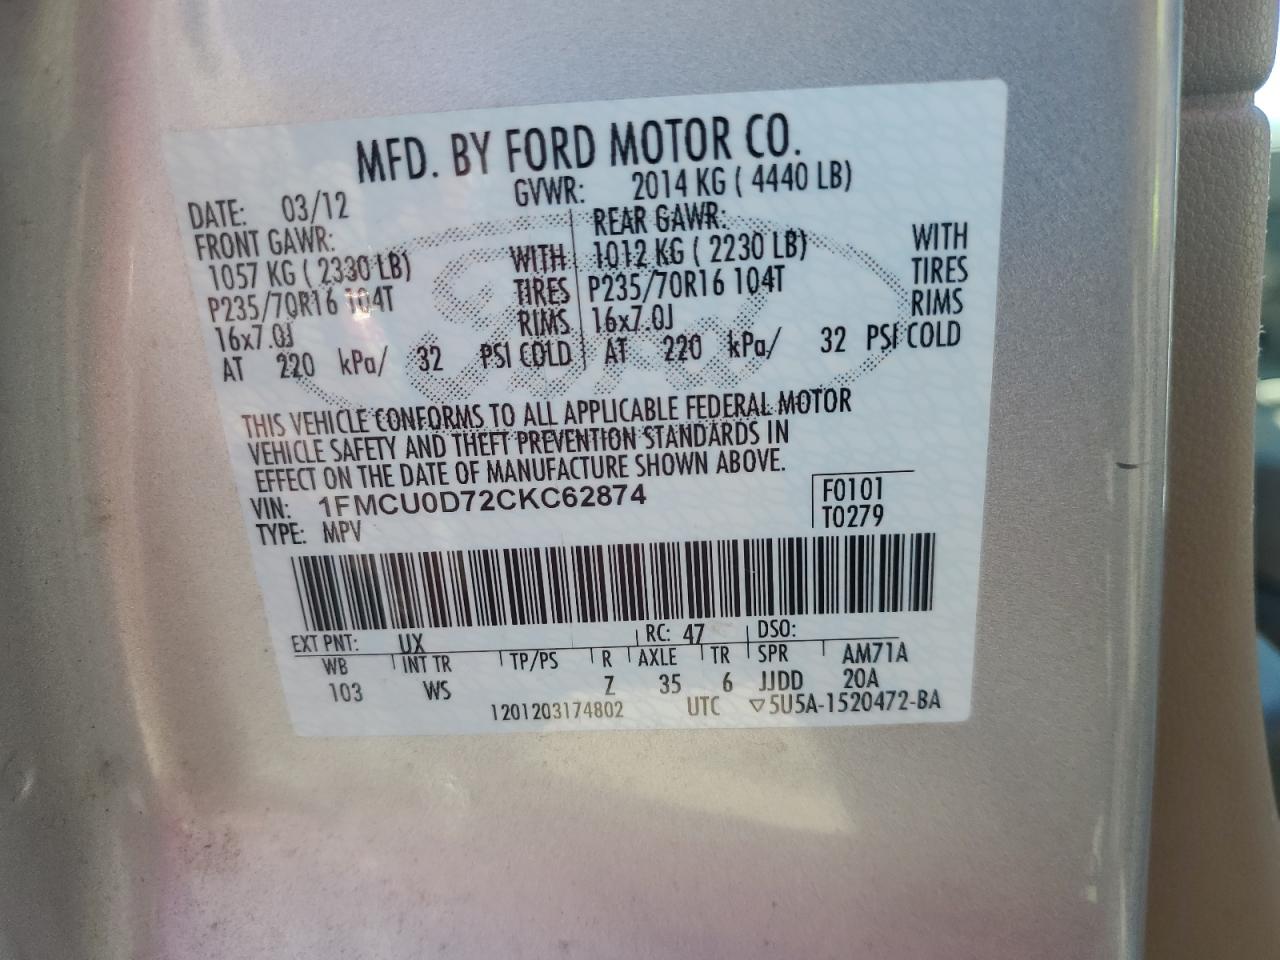 MFD. BY FORD MOTOR CO.
DATE: 03/12 GVWR: 2014 KG ( 4440 LB)
FRONT GAWR: REAR GAWR:
1057 KG ( 2330 LB) WITH 1012 KG ( 2230 LB) WITH
P235/70R16 104T TIRES P235/70R16 104T TIRES
16x7.0J RIMS 16x7.0J RIMS
AT 220 kPa/ 32 PSI COLD AT 220 kPa/ 32 PSI COLD
Ford
THIS VEHICLE CONFORMS TO ALL APPLICABLE FEDERAL MOTOR
VEHICLE SAFETY AND THEFT PREVENTION STANDARDS IN
EFFECT ON THE DATE OF MANUFACTURE SHOWN ABOVE.
VIN: 1FMCU0D72CKC62874 F0101
TYPE: MPV T0279
EXT PNT: UX RC: 47 DSO:
WB INT TR TP/PS R AXLE TR SPR AM71A
103 WS Z 35 6 JJDD 20A
1201203174802 UTC ▽5U5A-1520472-BA